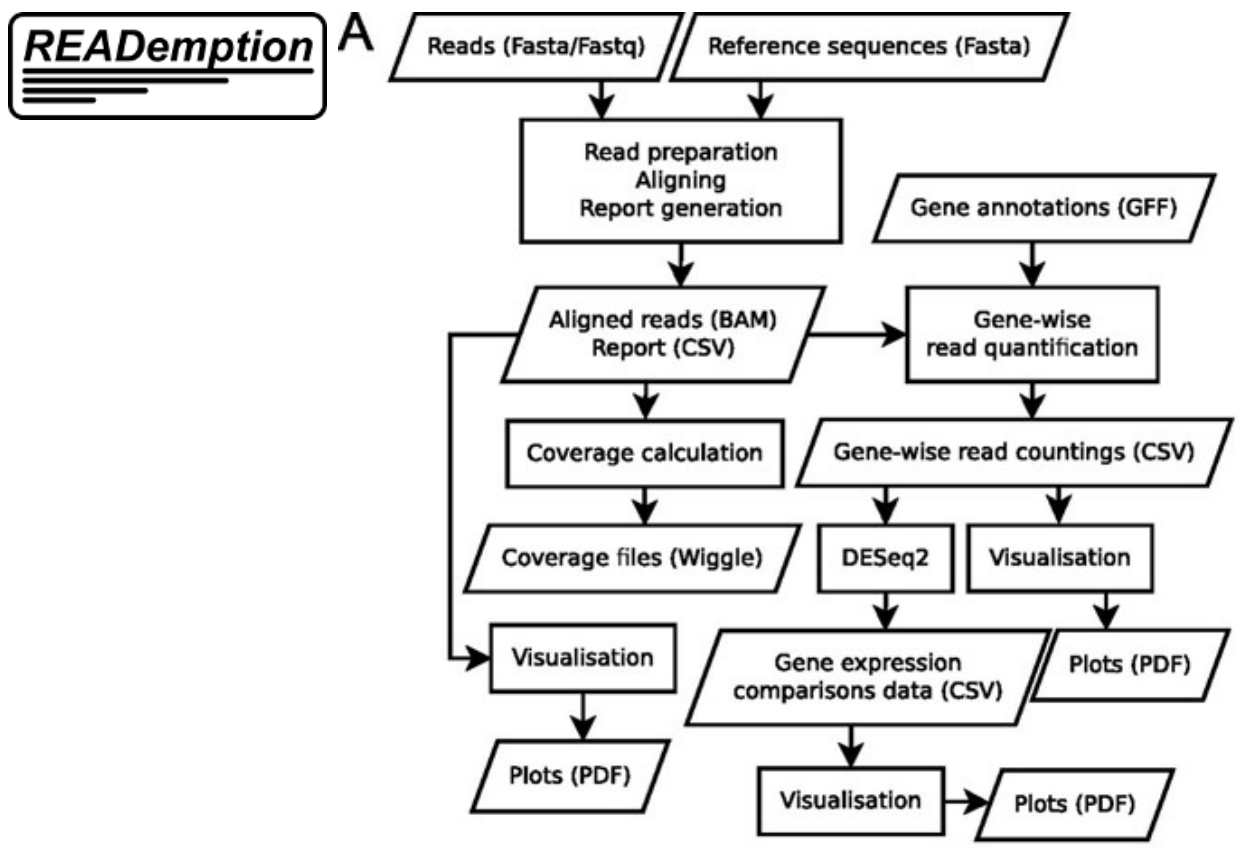 READemption
A
Reads (Fasta/Fastq)
Reference sequences (Fasta)
Read preparation
Aligning
Report generation
Gene annotations (GFF)
Aligned reads (BAM)
Report (CSV)
Gene-wise
read quantification
Coverage calculation
Gene-wise read countings (CSV)
Coverage files (Wiggle)
DESeq2
Visualisation
Visualisation
Gene expression
comparisons data (CSV)
Plots (PDF)
Plots (PDF)
Visualisation
Plots (PDF)